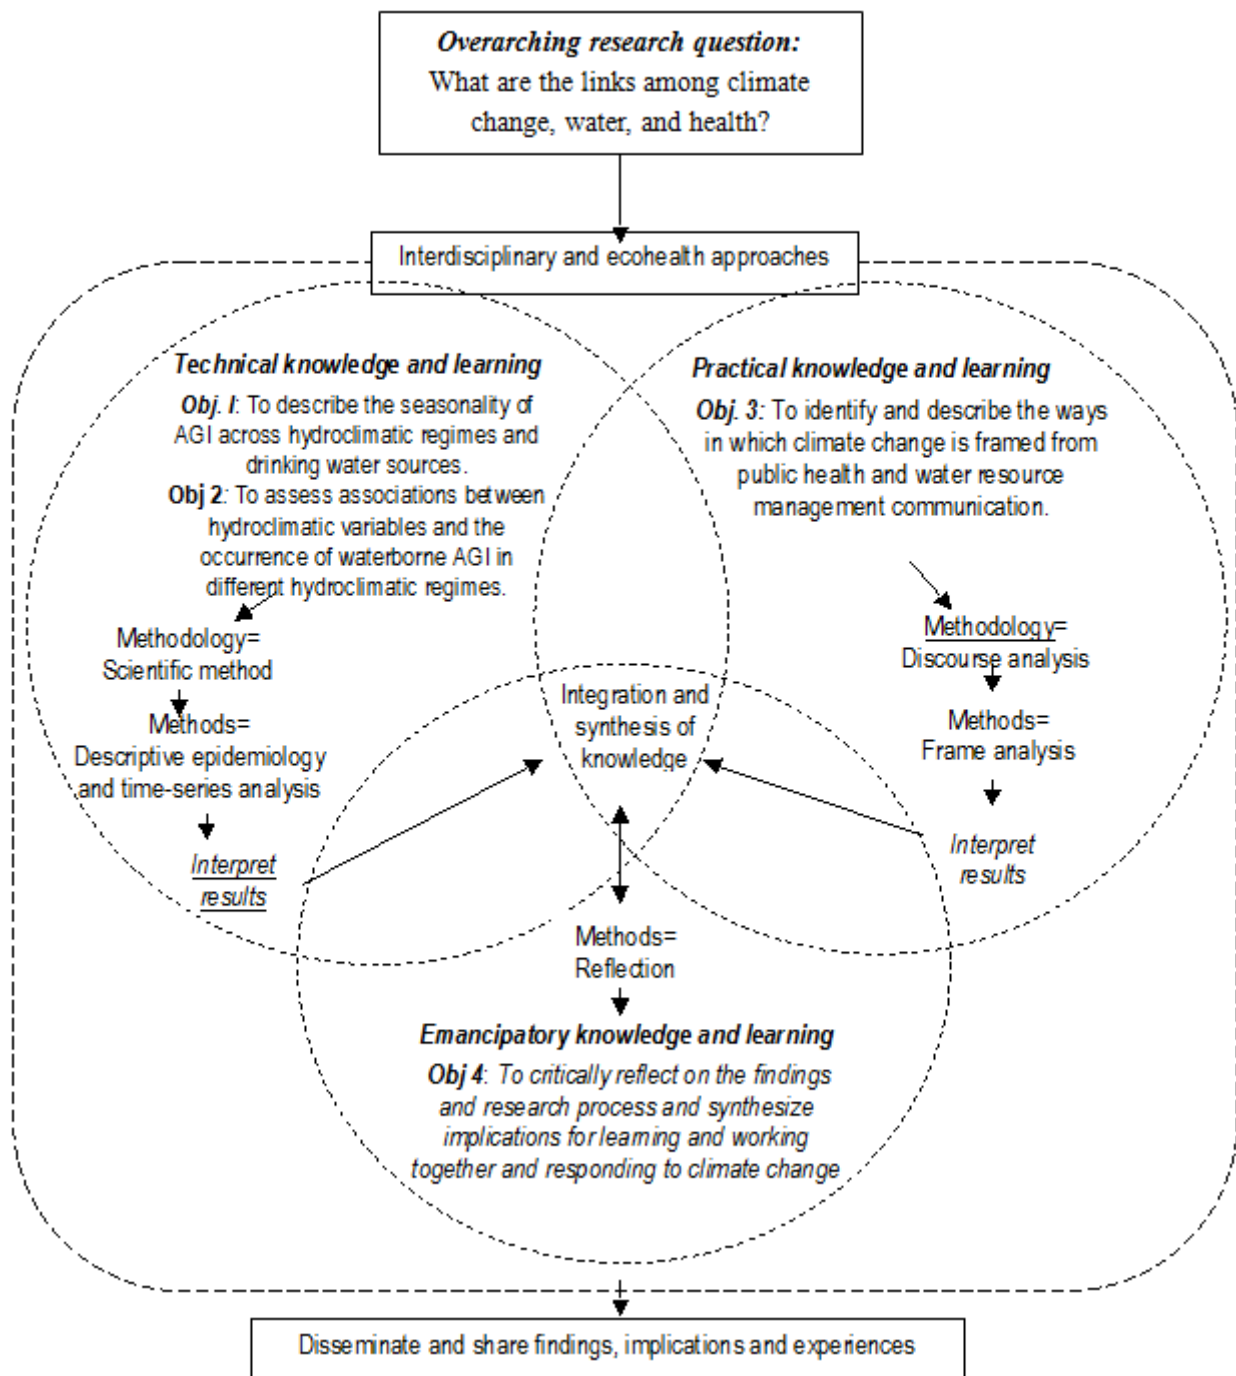 Overarching research question:
What are the links among climate
change, water, and health?
Interdisciplinary and ecohealth approaches
Technical knowledge and learning
Obj. 1: To describe the seasonality of
AGI across hydroclimatic regimes and
drinking water sources.
Obj 2: To assess associations between
hydroclimatic variables and the
occurrence of waterborne AGI in
different hydroclimatic regimes.
Methodology=
Scientific method
Methods=
Descriptive epidemiology
and time-series analysis
Interpret
results
Practical knowledge and learning
Obj. 3: To identify and describe the ways
in which climate change is framed from
public health and water resource
management communication.
Methodology=
Discourse analysis
Methods=
Frame analysis
Interpret
results
Integration and
synthesis of
knowledge
Methods=
Reflection
Emancipatory knowledge and learning
Obj 4: To critically reflect on the findings
and research process and synthesize
implications for learning and working
together and responding to climate change
Disseminate and share findings, implications and experiences